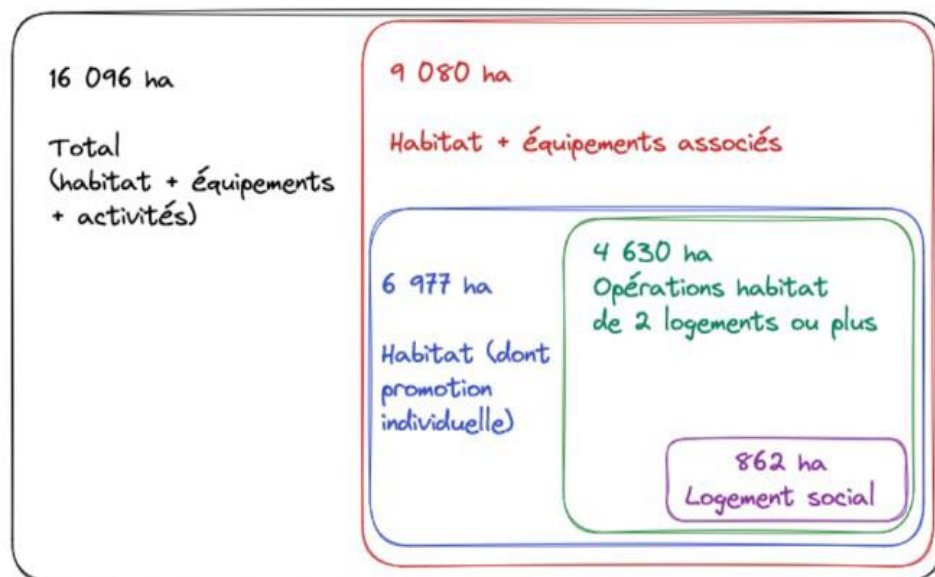 16 096 ha
Total
(habitat + équipements
+ activités)
9 080 ha
Habitat + équipements associés
6 977 ha
Habitat (dont
promotion
individuelle)
4 630 ha
Opérations habitat
de 2 logements ou plus
862 ha
Logement social